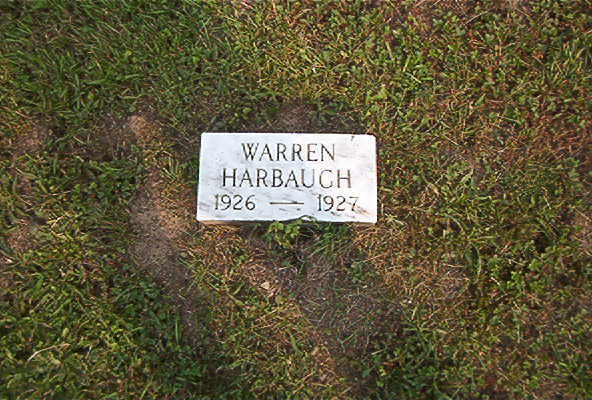 WARREN
HARBAUGH
1926 — 1927